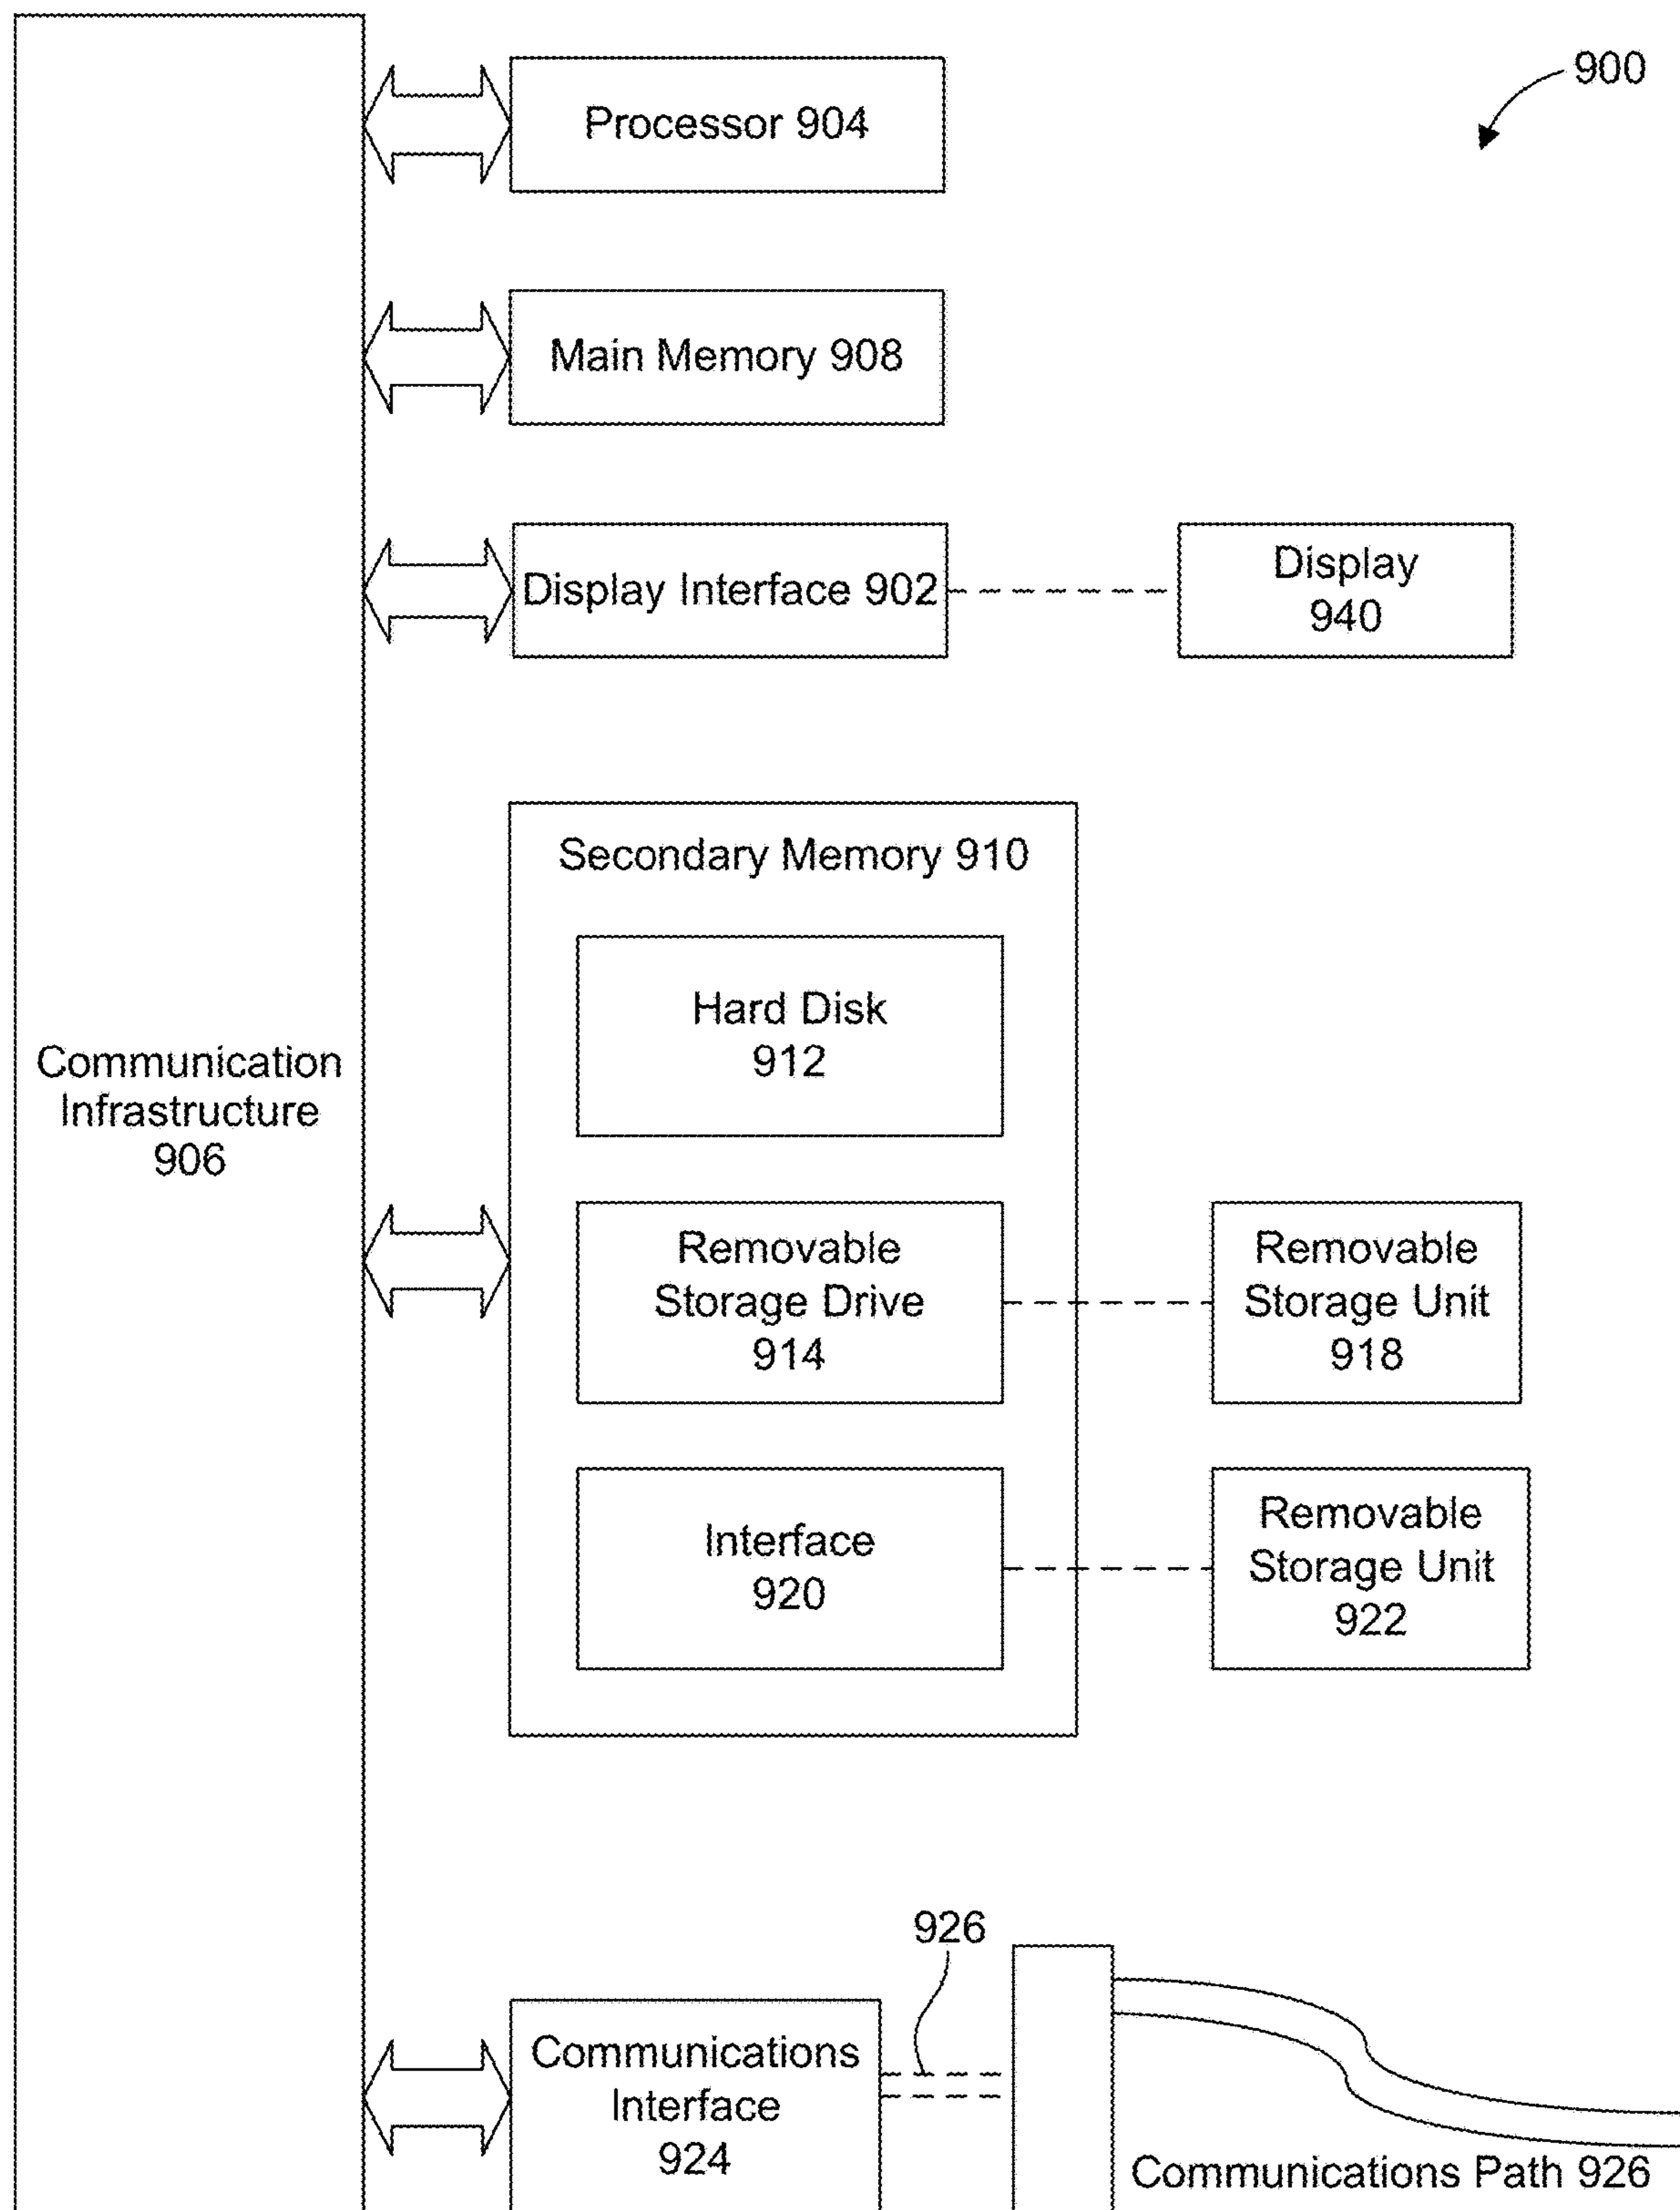 900
Processor 904
Main Memory 908
Display Interface 902
Display
940
Secondary Memory 910
Hard Disk
912
Communication
Infrastructure
906
Removable
Storage Drive
914
Removable
Storage Unit
918
Interface
920
Removable
Storage Unit
922
926
Communications
Interface
924
Communications Path 926